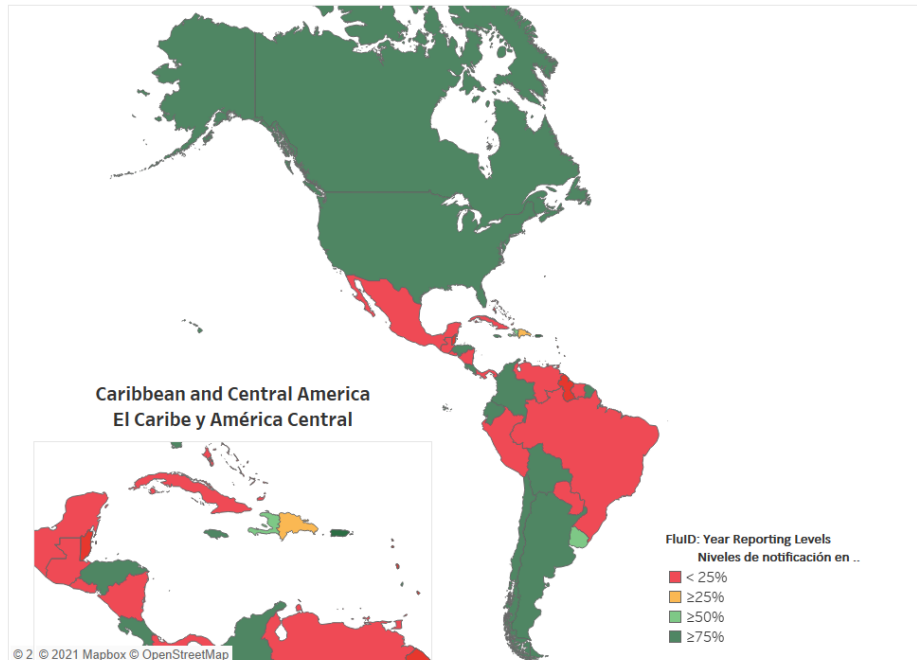 Caribbean and Central America
El Caribe y América Central
FluID: Year Reporting Levels
Niveles de notificación en ..
< 25%
≥25%
≥50%
≥75%
© 2 © 2021 Mapbox © OpenStreetMap